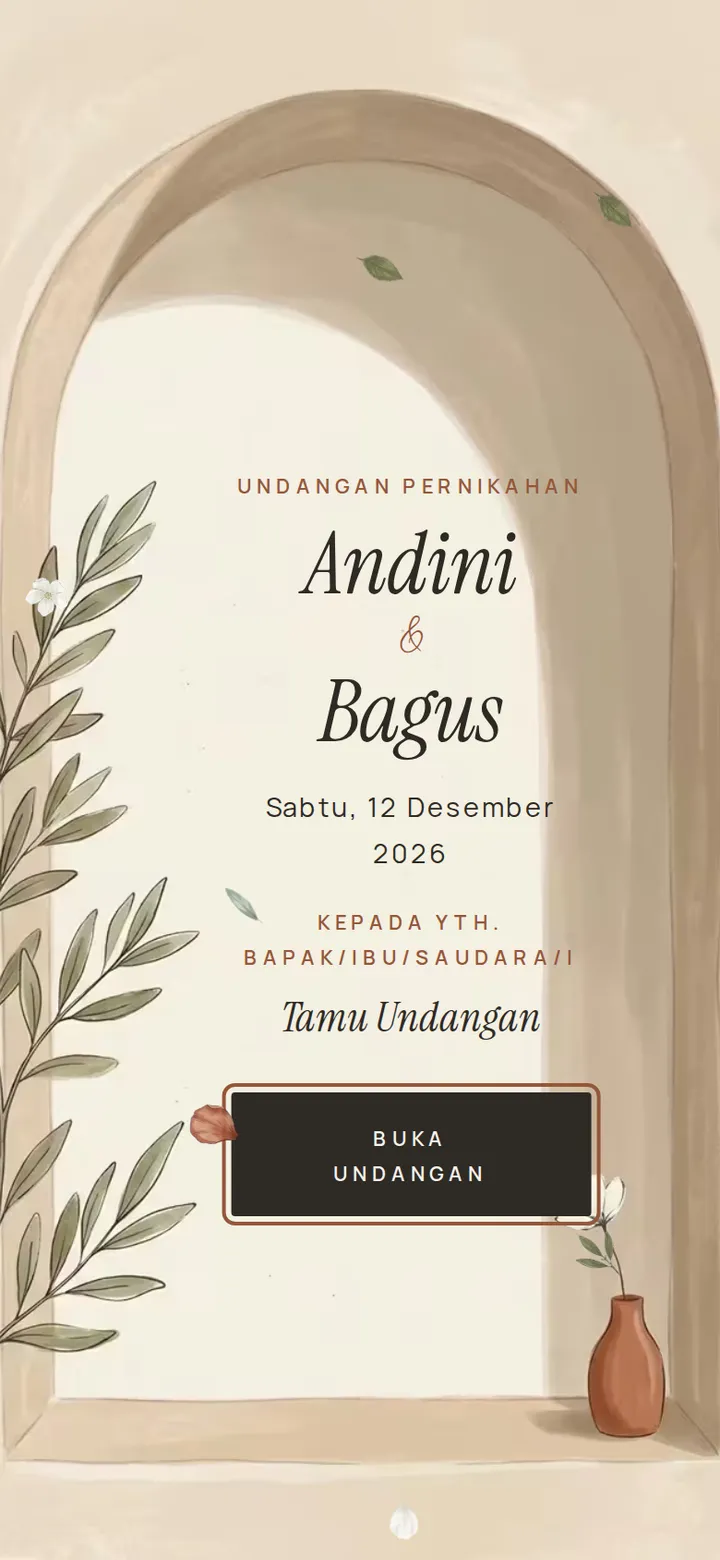 UNDANGAN PERNIKAHAN
Andini
&
Bagus
Sabtu, 12 Desember
2026
KEPADA YTH.
BAPAK/IBU/SAUDARA/I
Tamu Undangan
BUKA
UNDANGAN